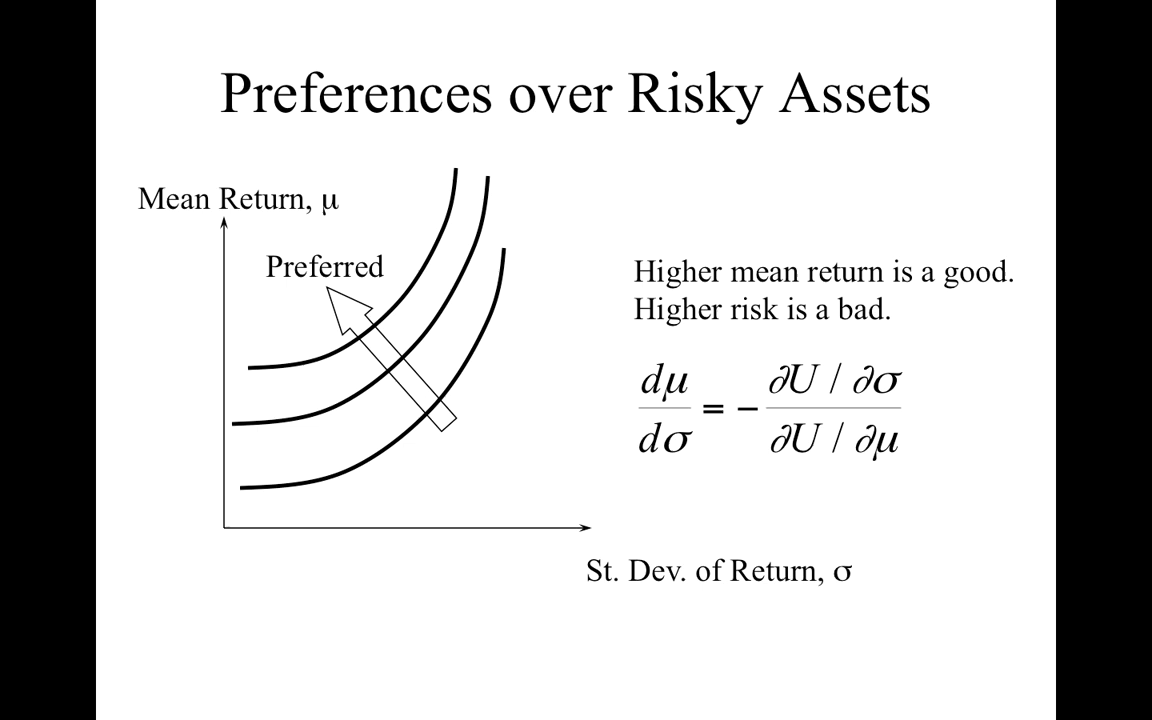 Preferences over Risky Assets
Mean Return, μ
Preferred
Higher mean return is a good.
Higher risk is a bad.
dμ/dσ = − (∂U / ∂σ)/(∂U / ∂μ)
St. Dev. of Return, σ